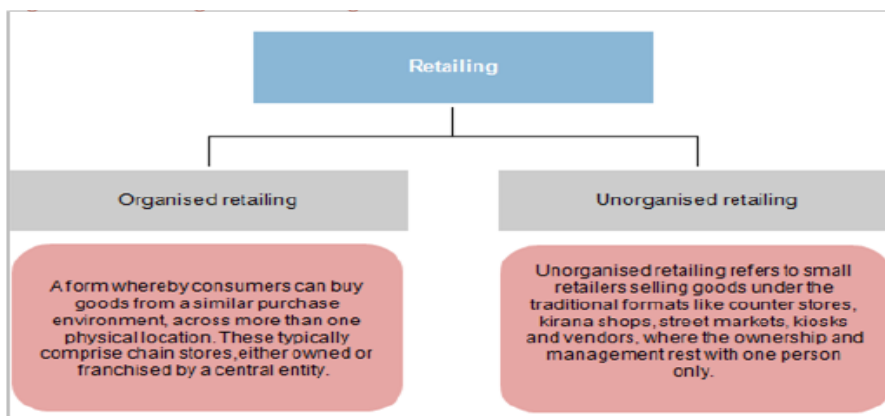 Retailing
Organised retailing
Unorganised retailing
A form whereby consumers can buy
goods from a similar purchase
environment, across more than one
physical location. These typically
comprise chain stores, either owned or
franchised by a central entity.
Unorganised retailing refers to small
retailers selling goods under the
traditional formats like counter stores,
kirana shops, street markets, kiosks
and vendors, where the ownership and
management rest with one person
only.